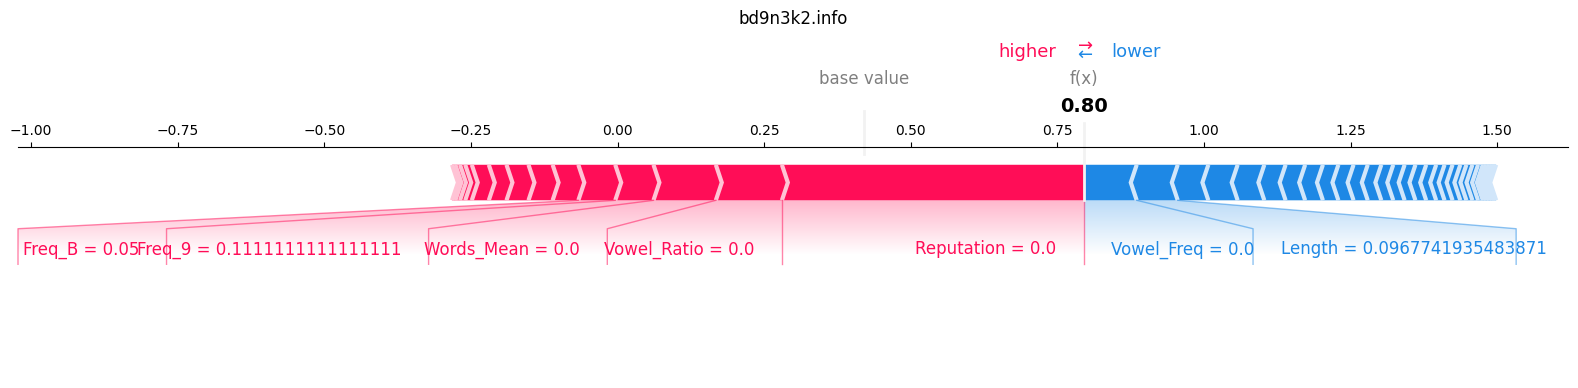 bd9n3k2.info
higher ⇄ lower
base value f(x)
0.80
−1.00 −0.75 −0.50 −0.25 0.00 0.25 0.50 0.75 1.00 1.25 1.50
Freq_B = 0.05 Freq_9 = 0.1111111111111111 Words_Mean = 0.0 Vowel_Ratio = 0.0 Reputation = 0.0 Vowel_Freq = 0.0 Length = 0.0967741935483871